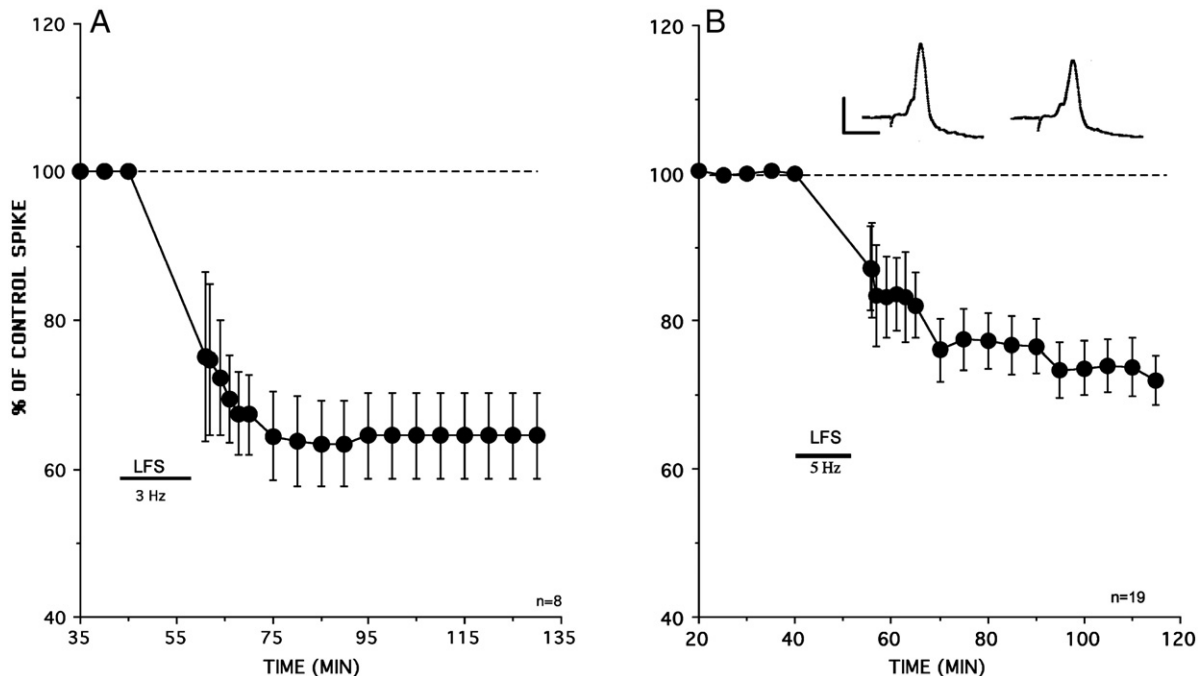 A
120
100
80
60
40
% OF CONTROL SPIKE
LFS
3 Hz
n=8
35 55 75 95 115 135
TIME (MIN)
B
120
100
80
60
40
LFS
5 Hz
n=19
20 40 60 80 100 120
TIME (MIN)